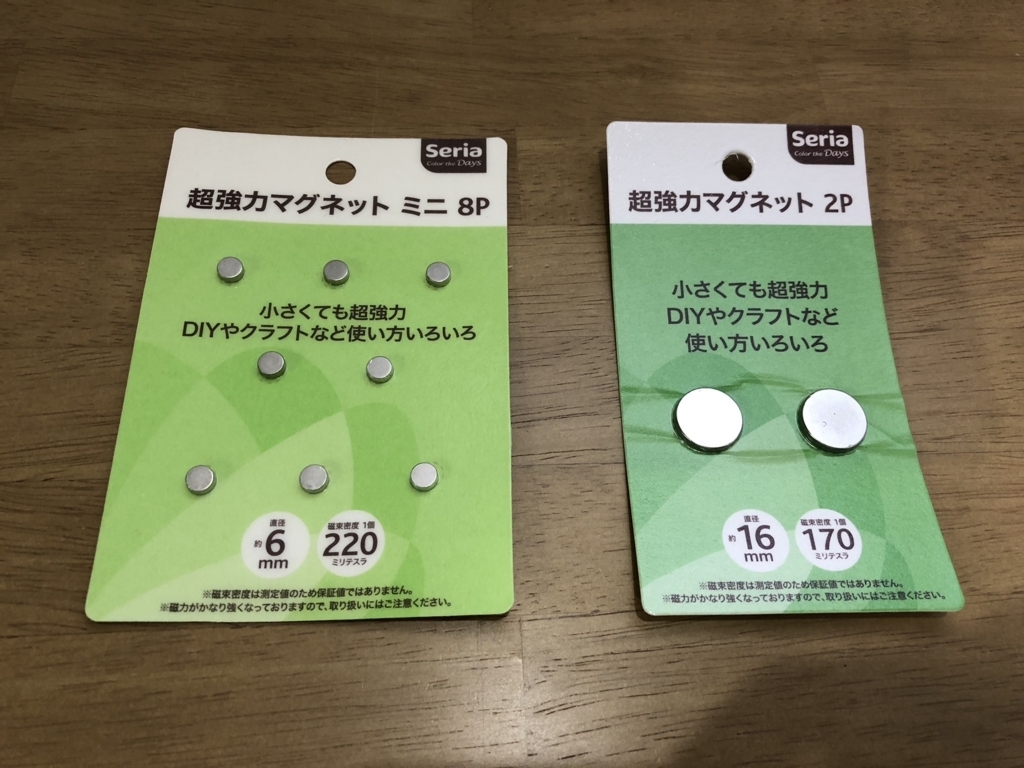 Seria
Color the Days
超強力マグネット ミニ 8P
小さくても超強力
DIYやクラフトなど使い方いろいろ
直径
約6
mm
磁束密度 1個
220
ミリテスラ
※磁束密度は測定値のため保証値ではありません。
※磁力がかなり強くなっておりますので、取り扱いにはご注意ください。
Seria
Color the Days
超強力マグネット 2P
小さくても超強力
DIYやクラフトなど
使い方いろいろ
直径
約16
mm
磁束密度 1個
170
ミリテスラ
※磁束密度は測定値のため保証値ではありません。
※磁力がかなり強くなっておりますので、取り扱いにはご注意ください。